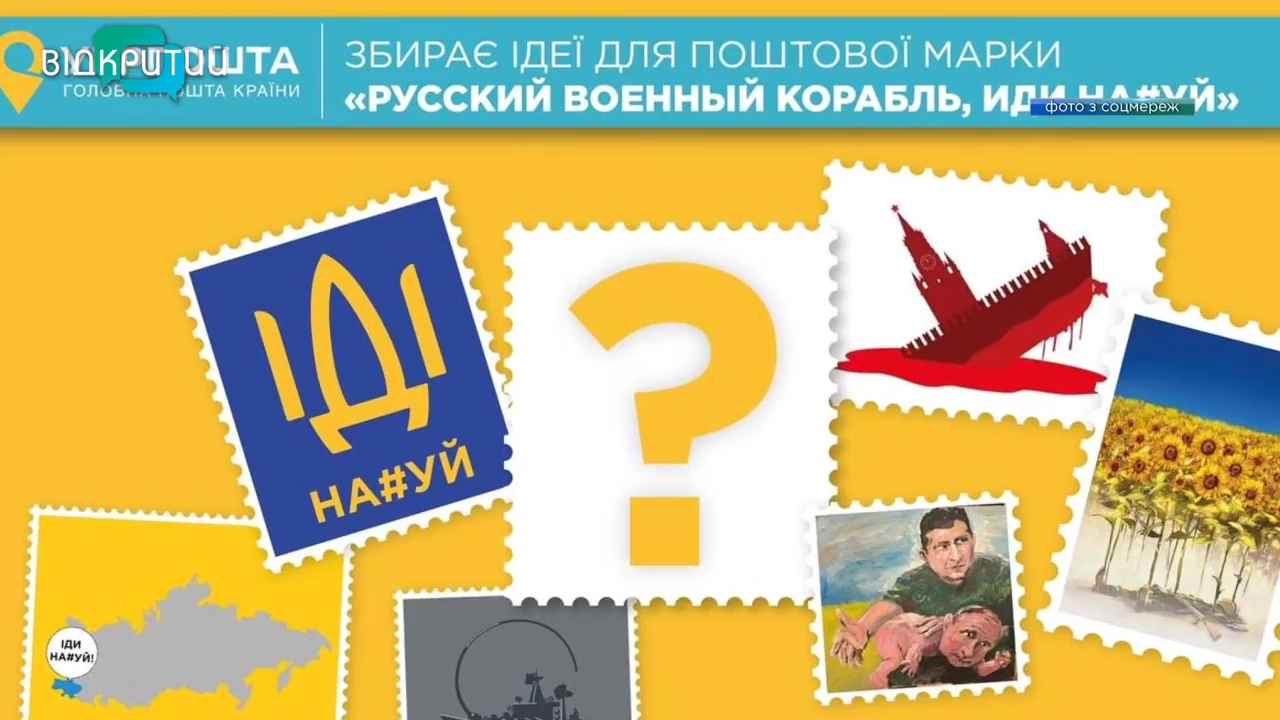 ВІДКРИТИЙ
ГОЛОВНА ПОШТА КРАЇНИ
ЗБИРАЄ ІДЕЇ ДЛЯ ПОШТОВОЇ МАРКИ
«РУССКИЙ ВОЕННЫЙ КОРАБЛЬ, ИДИ НА#УЙ»
фото з соцмереж
ІДІ
НА#УЙ
ІДИ
НА#УЙ!